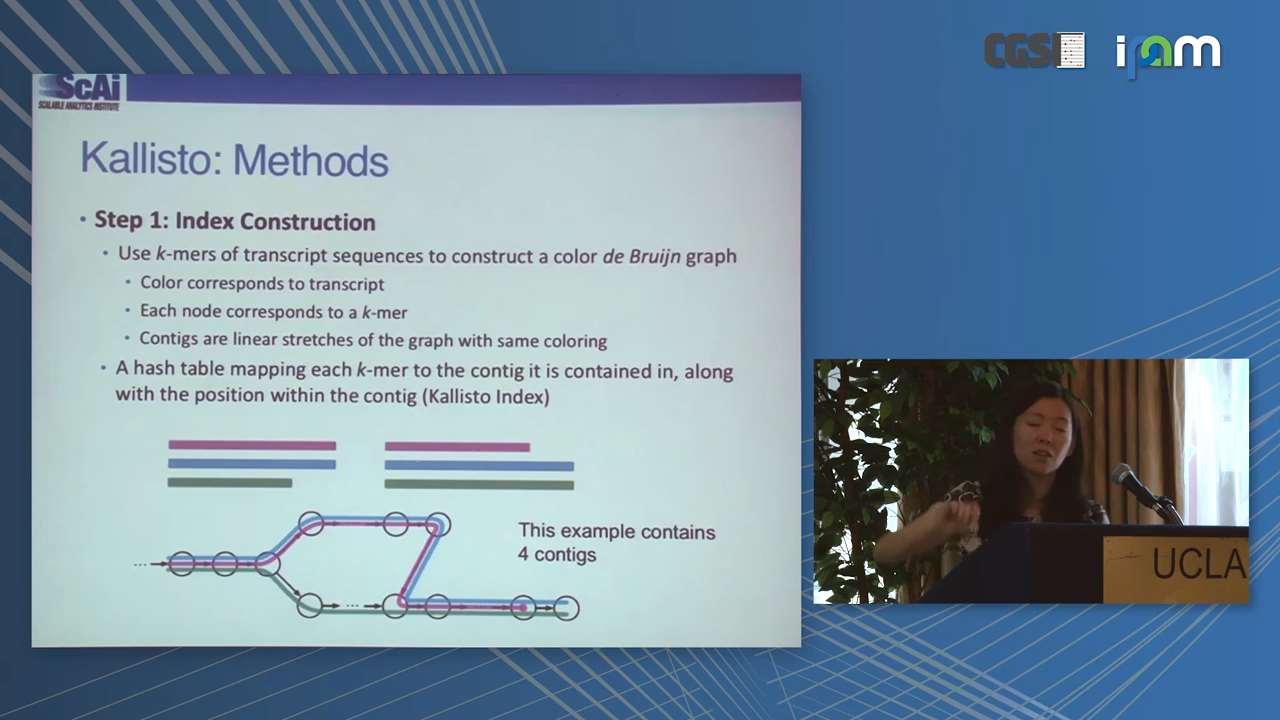 CGSI
ipam
ScAi
SCALABLE ANALYTICS INSTITUTE
Kallisto: Methods
• Step 1: Index Construction
• Use k-mers of transcript sequences to construct a color de Bruijn graph
• Color corresponds to transcript
• Each node corresponds to a k-mer
• Contigs are linear stretches of the graph with same coloring
• A hash table mapping each k-mer to the contig it is contained in, along
with the position within the contig (Kallisto Index)
This example contains
4 contigs
...
...
UCLA